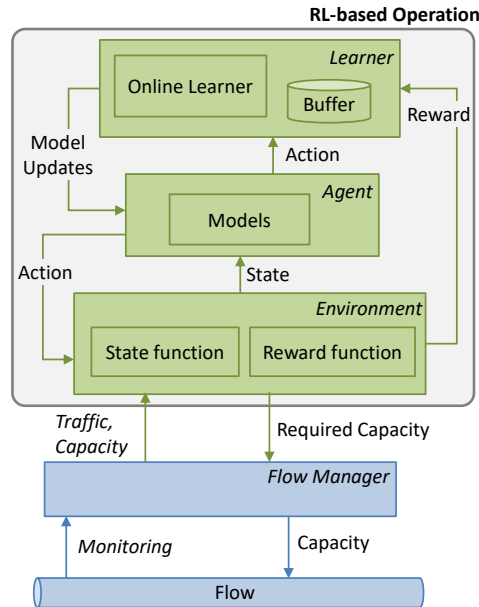 RL-based Operation
Learner
Online Learner
Buffer
Reward
Model
Updates
Action
Agent
Models
Action
State
Environment
State function
Reward function
Traffic,
Capacity
Required Capacity
Flow Manager
Monitoring
Capacity
Flow